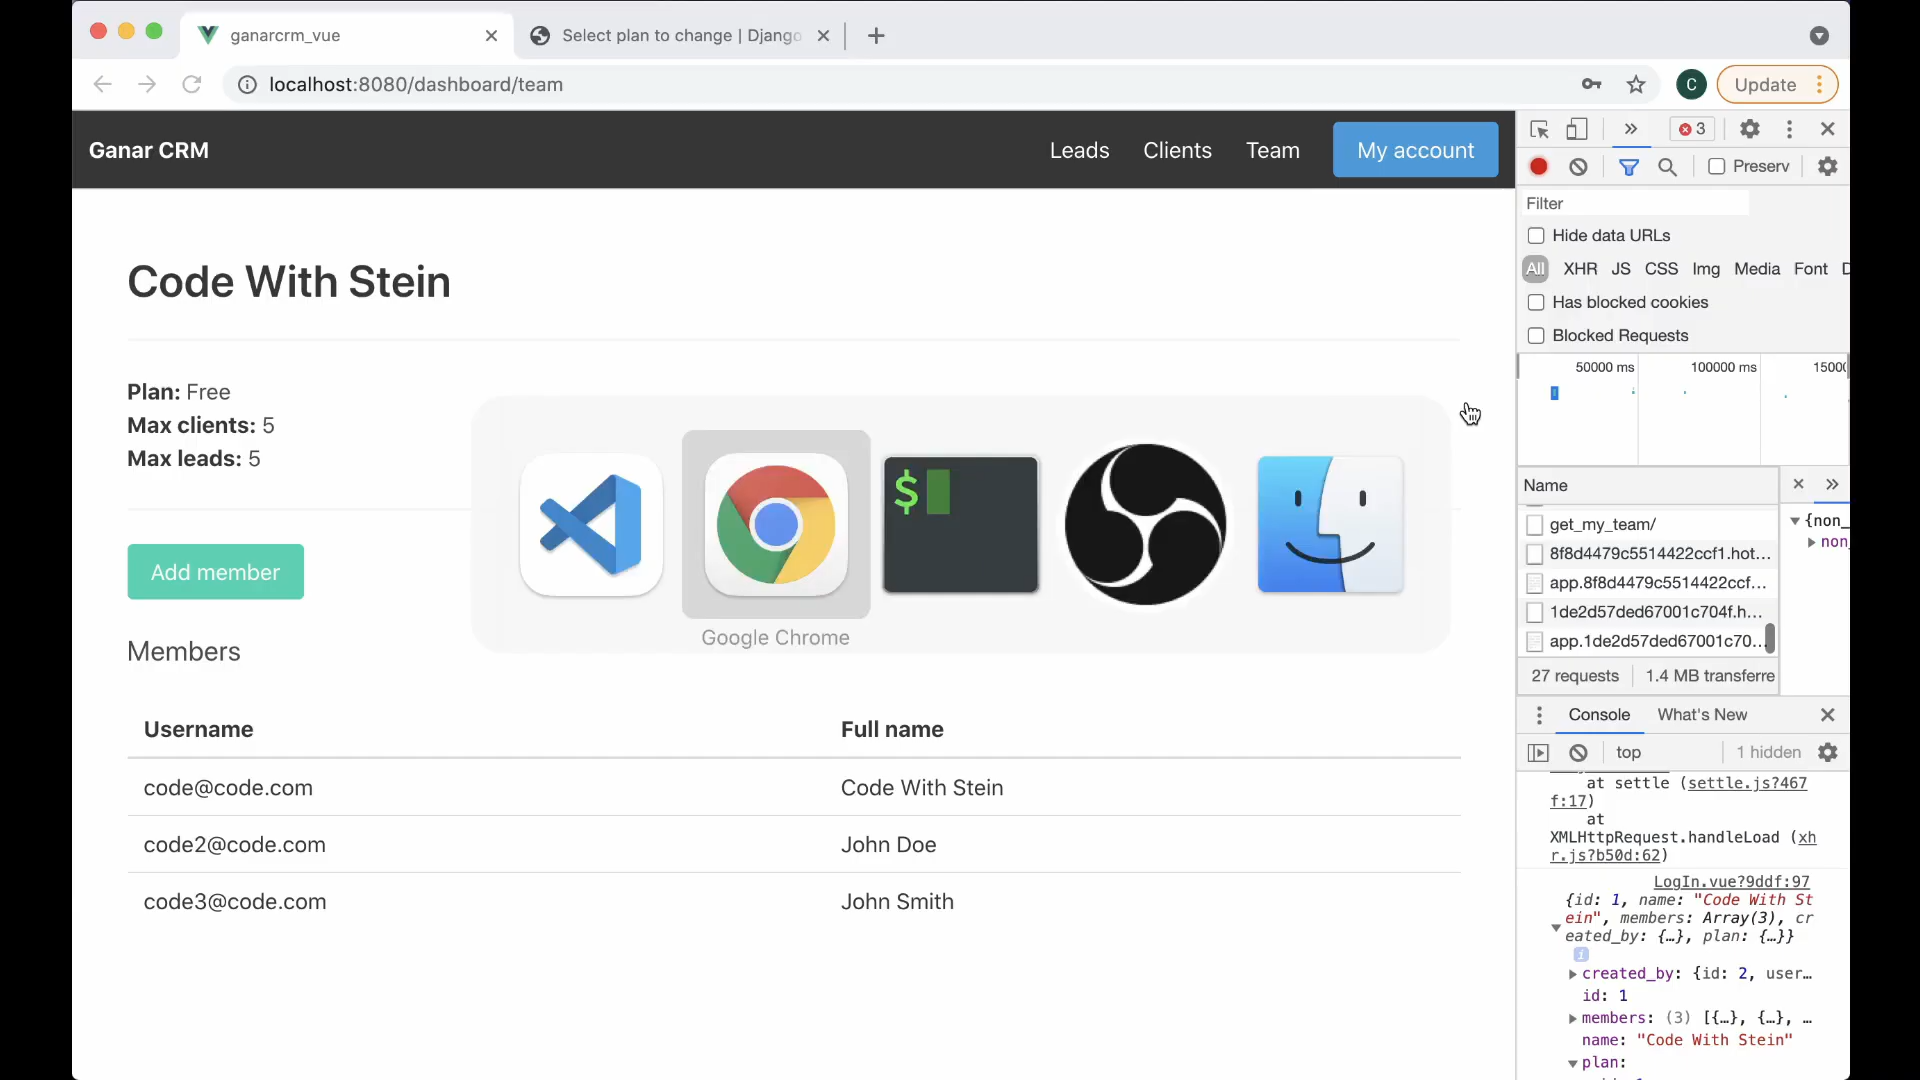 ganarcrm_vue
Select plan to change | Django
localhost:8080/dashboard/team
C
Update
Ganar CRM
Leads
Clients
Team
My account
3
Preserv
Filter
Hide data URLs
All XHR JS CSS Img Media Font D
Has blocked cookies
Blocked Requests
50000 ms
100000 ms
1500
Code With Stein
Plan: Free
Max clients: 5
Max leads: 5
$
Google Chrome
Add member
Members
Username
Full name
code@code.com
Code With Stein
code2@code.com
John Doe
code3@code.com
John Smith
Name
get_my_team/
8f8d4479c5514422ccf1.hot...
app.8f8d4479c5514422ccf...
1de2d57ded67001c704f.h...
app.1de2d57ded67001c70...
{non_
non
27 requests
1.4 MB transferre
Console
What's New
top
1 hidden
at settle (settle.js?467
f:17)
at
XMLHttpRequest.handleLoad (xh
r.js?b50d:62)
LogIn.vue?9ddf:97
{id: 1, name: "Code With St
ein", members: Array(3), cr
eated_by: {…}, plan: {…}}
i
created_by: {id: 2, user…
id: 1
members: (3) [{…}, {…}, …
name: "Code With Stein"
plan: